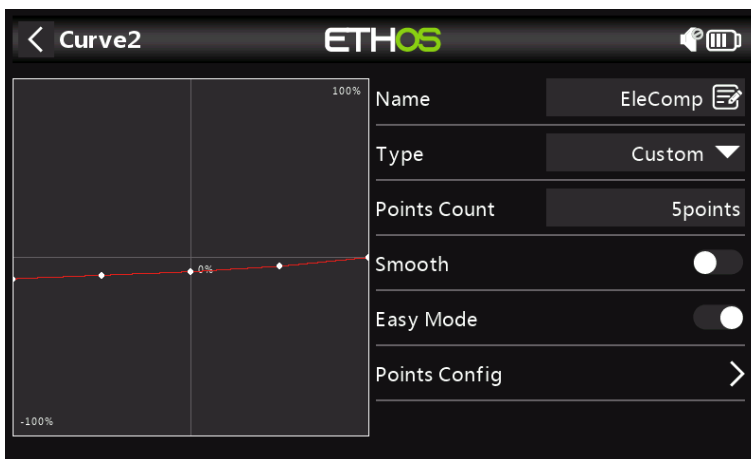 Curve2
ETHOS
100%
0%
-100%
Name
EleComp
Type
Custom
Points Count
5points
Smooth
Easy Mode
Points Config